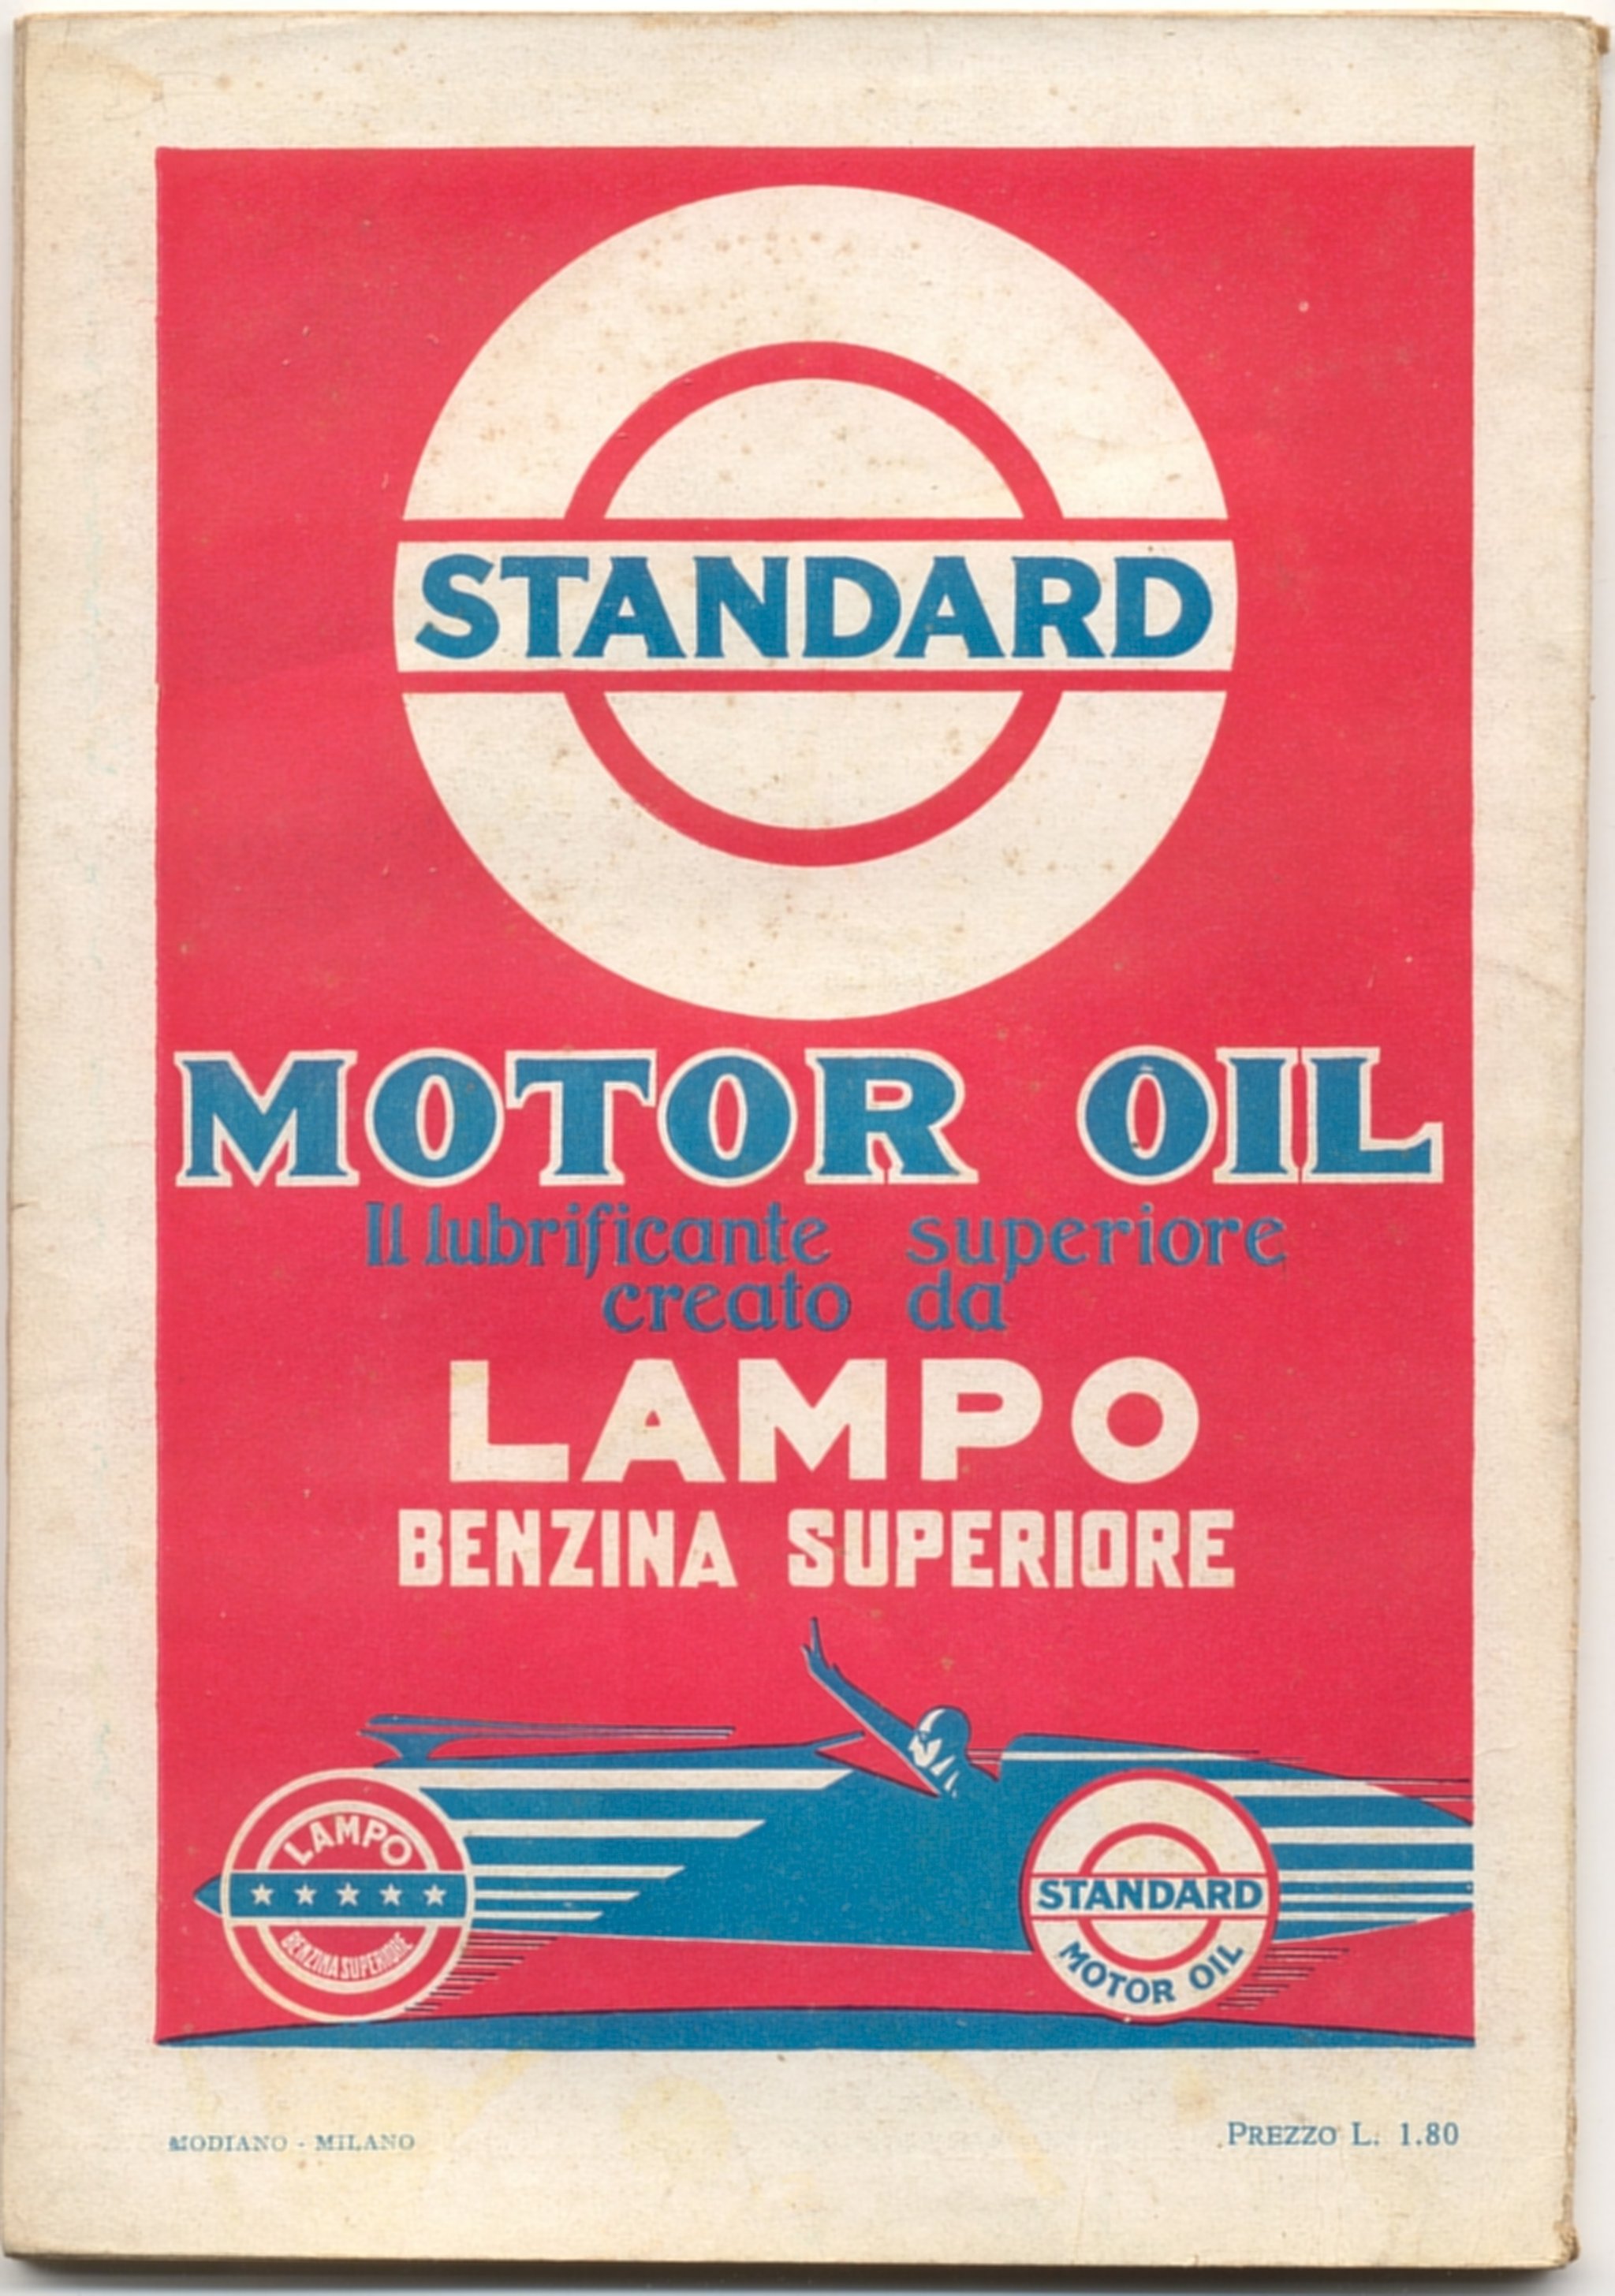 STANDARD
MOTOR OIL
Il lubrificante superiore
creato da
LAMPO
BENZINA SUPERIORE
LAMPO
BENZINA SUPERIORE
STANDARD
MOTOR OIL
MODIANO - MILANO
PREZZO L. 1.80